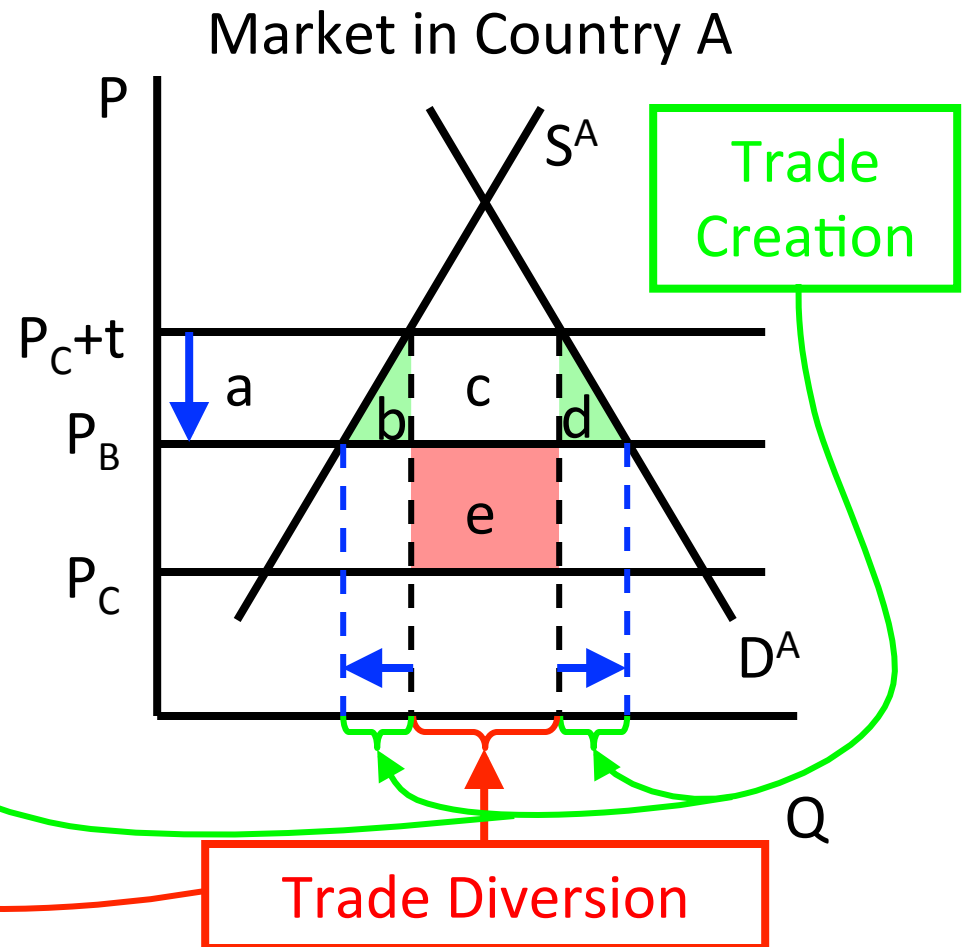 Market in Country A
P
S^A
Trade
Creation
P_C+t
a
b
c
d
P_B
e
P_C
D^A
Q
Trade Diversion